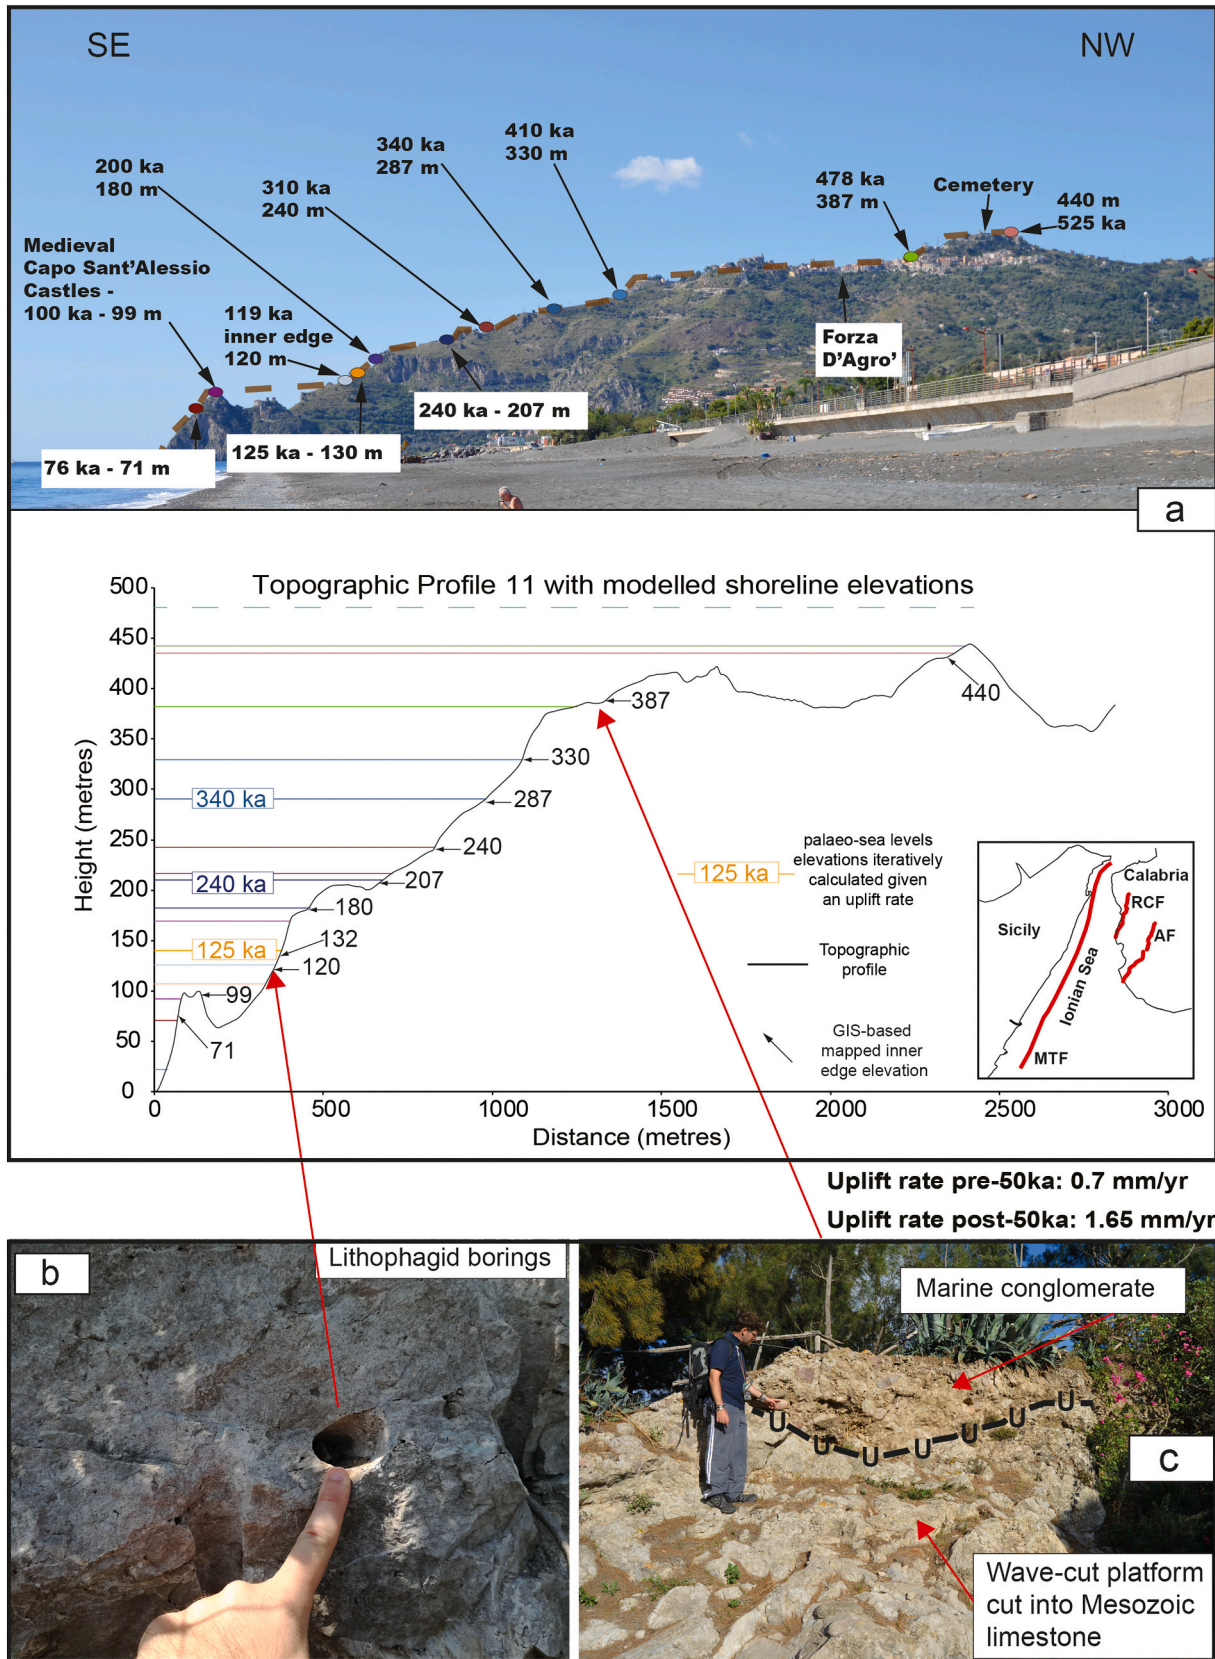 SE
NW
200 ka
180 m
310 ka
240 m
340 ka
287 m
410 ka
330 m
478 ka
387 m
Cemetery
440 m
525 ka
Medieval
Capo Sant'Alessio
Castles -
100 ka - 99 m
119 ka
inner edge
120 m
Forza
D'Agro'
240 ka - 207 m
125 ka - 130 m
76 ka - 71 m
a
Topographic Profile 11 with modelled shoreline elevations
500
450
400
350
300
250
200
150
100
50
0
Height (metres)
0
500
1000
1500
2000
2500
3000
Distance (metres)
340 ka
240 ka
125 ka
440
387
330
287
240
207
180
132
120
99
71
125 ka
palaeo-sea levels
elevations iteratively
calculated given
an uplift rate
Topographic
profile
GIS-based
mapped inner
edge elevation
Calabria
RCF
Sicily
AF
Ionian Sea
MTF
Uplift rate pre-50ka: 0.7 mm/yr
Uplift rate post-50ka: 1.65 mm/yr
b
Lithophagid borings
Marine conglomerate
U U U U U U U
c
Wave-cut platform
cut into Mesozoic
limestone